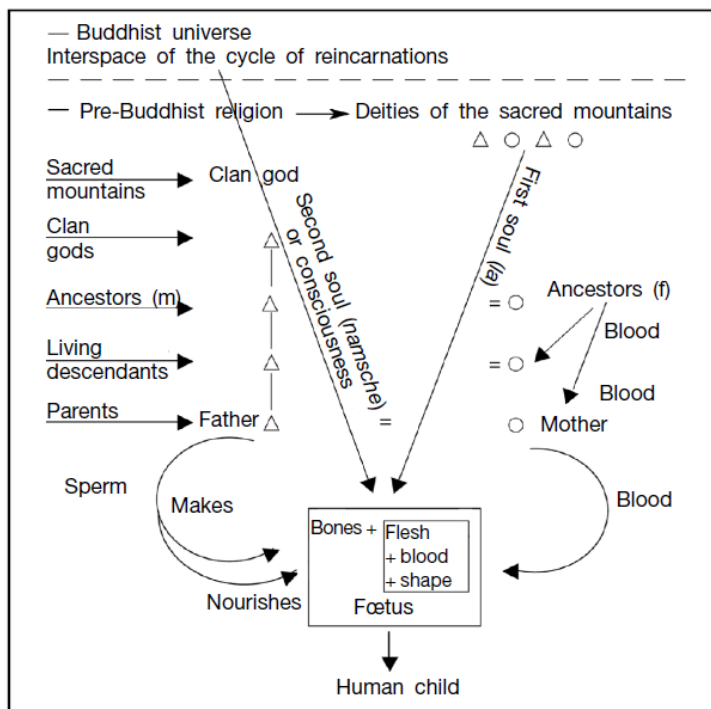 — Buddhist universe
Interspace of the cycle of reincarnations
— Pre-Buddhist religion
Deities of the sacred mountains
Sacred
mountains
Clan god
Clan
gods
Second soul (namsche)
or consciousness
First soul (la)
Ancestors (m)
=
Ancestors (f)
Blood
Living
descendants
=
Blood
Parents
Father
=
Mother
Sperm
Makes
Nourishes
Blood
Bones +
Flesh
+ blood
+ shape
Fœtus
Human child